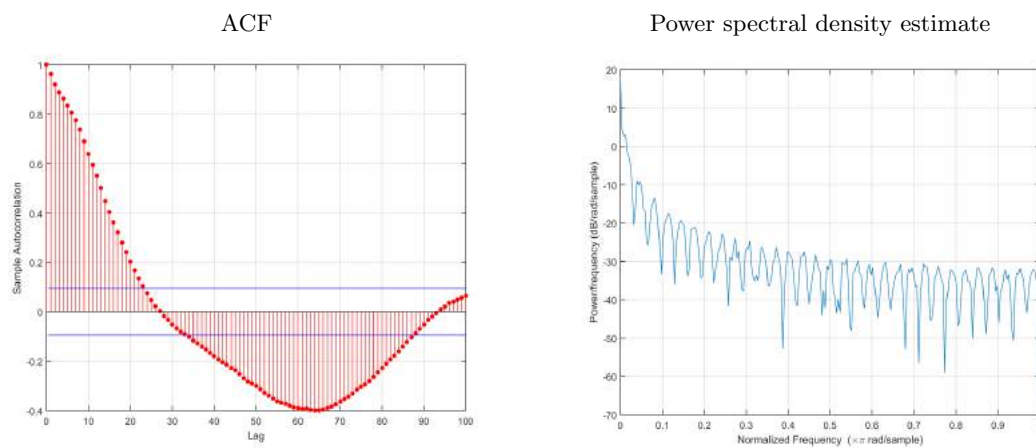 ACF
Power spectral density estimate
1
0.8
0.6
0.4
0.2
0
-0.2
-0.4
0 10 20 30 40 50 60 70 80 90 100
Lag
Sample Autocorrelation
20
10
0
-10
-20
-30
-40
-50
-60
-70
0 0.1 0.2 0.3 0.4 0.5 0.6 0.7 0.8 0.9
Normalized Frequency (×π rad/sample)
Power/frequency (dB/rad/sample)